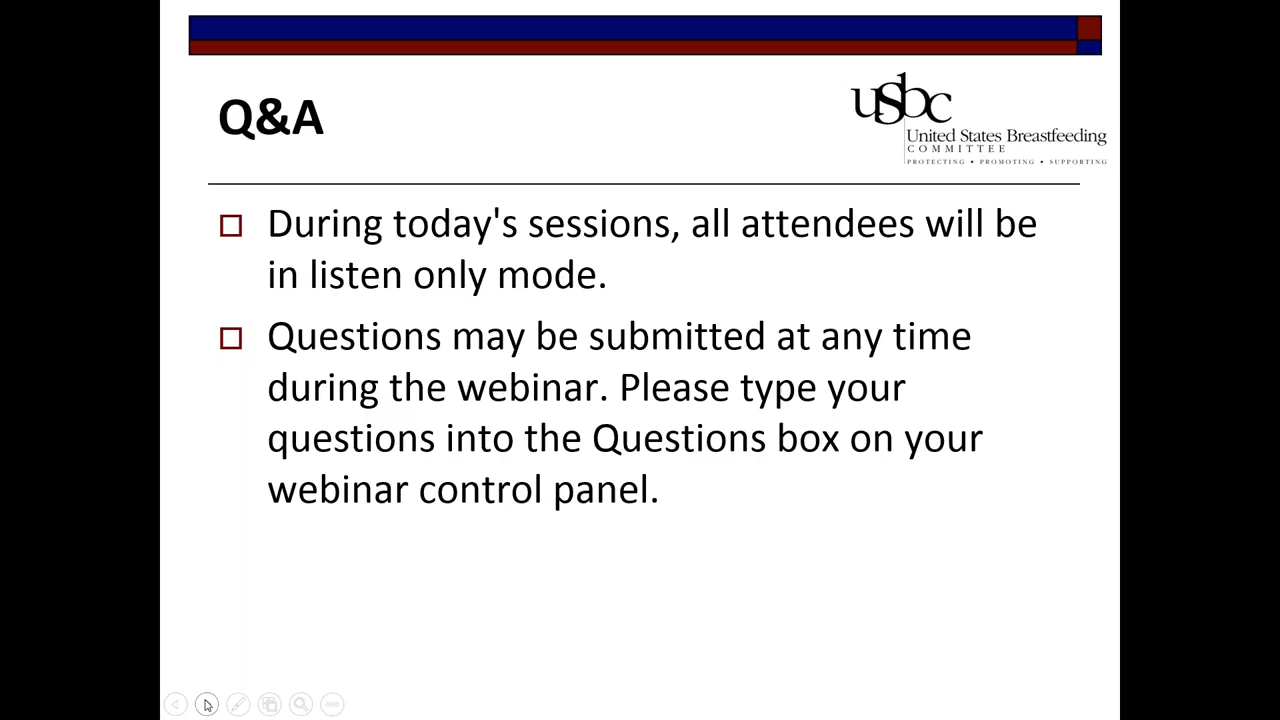 Q&A
usbc
United States Breastfeeding
COMMITTEE
PROTECTING • PROMOTING • SUPPORTING
During today's sessions, all attendees will be
in listen only mode.
Questions may be submitted at any time
during the webinar. Please type your
questions into the Questions box on your
webinar control panel.